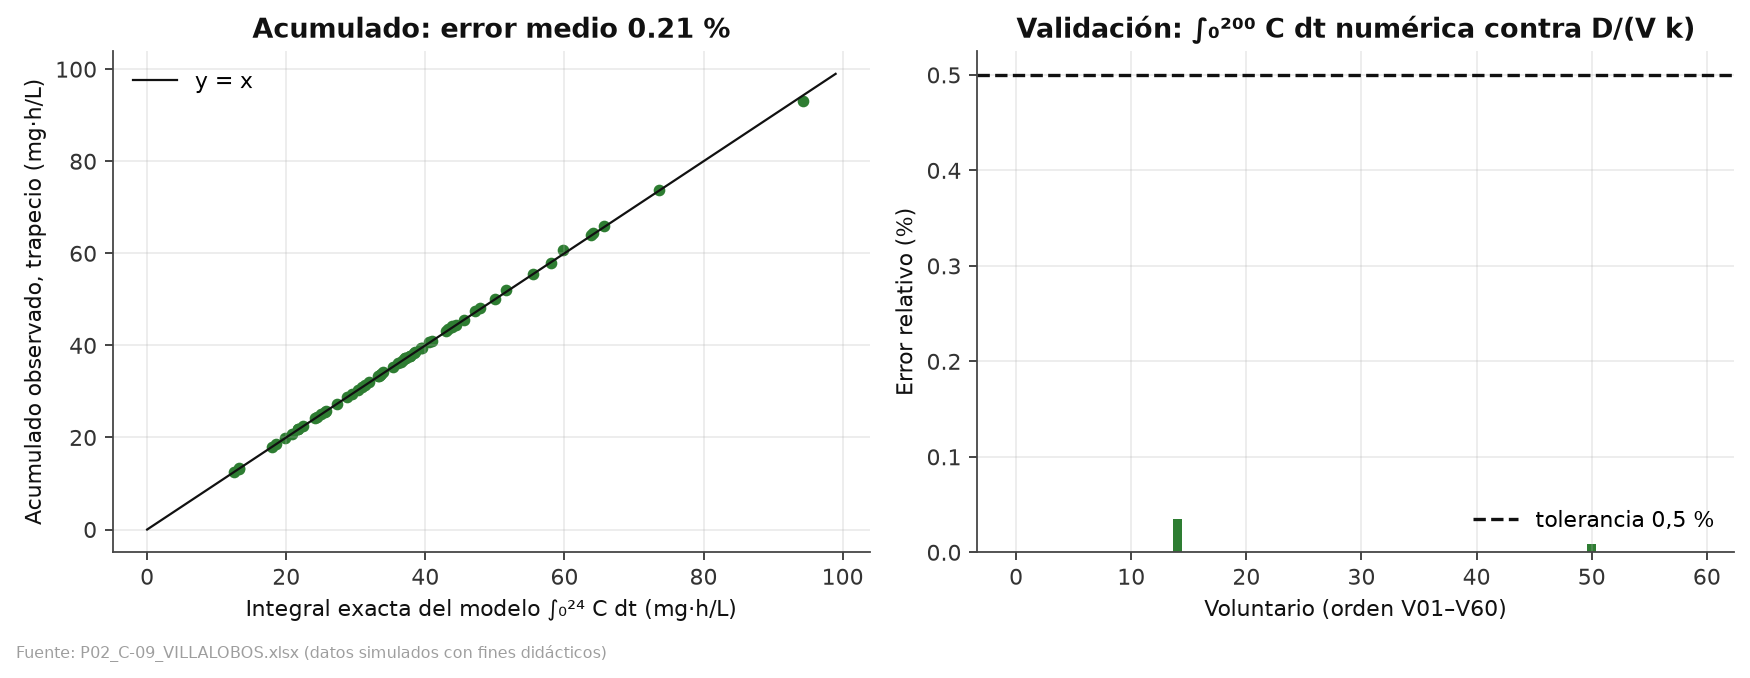 Acumulado: error medio 0.21 %
y = x
Acumulado observado, trapecio (mg·h/L)
100
80
60
40
20
0
0 20 40 60 80 100
Integral exacta del modelo ∫₀²⁴ C dt (mg·h/L)
Validación: ∫₀²⁰⁰ C dt numérica contra D/(V k)
Error relativo (%)
0.5
0.4
0.3
0.2
0.1
0.0
tolerancia 0,5 %
0 10 20 30 40 50 60
Voluntario (orden V01–V60)
Fuente: P02_C-09_VILLALOBOS.xlsx (datos simulados con fines didácticos)